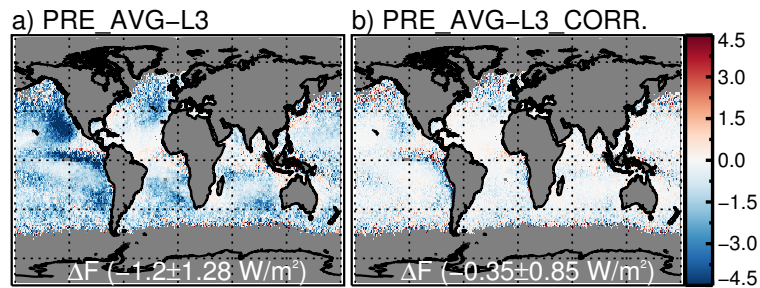 a) PRE_AVG−L3
b) PRE_AVG−L3_CORR.
4.5
3.0
1.5
0.0
−1.5
−3.0
−4.5
ΔF (−1.2±1.28 W/m²)
ΔF (−0.35±0.85 W/m²)